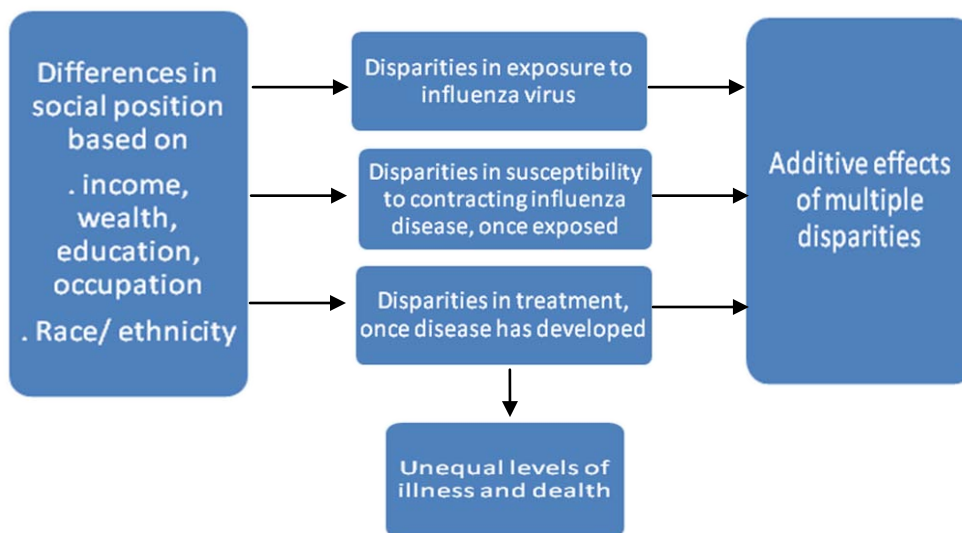 Differences in
social position
based on
. income,
wealth,
education,
occupation
. Race/ ethnicity
Disparities in exposure to
influenza virus
Disparities in susceptibility
to contracting influenza
disease, once exposed
Disparities in treatment,
once disease has developed
Unequal levels of
illness and dealth
Additive effects
of multiple
disparities